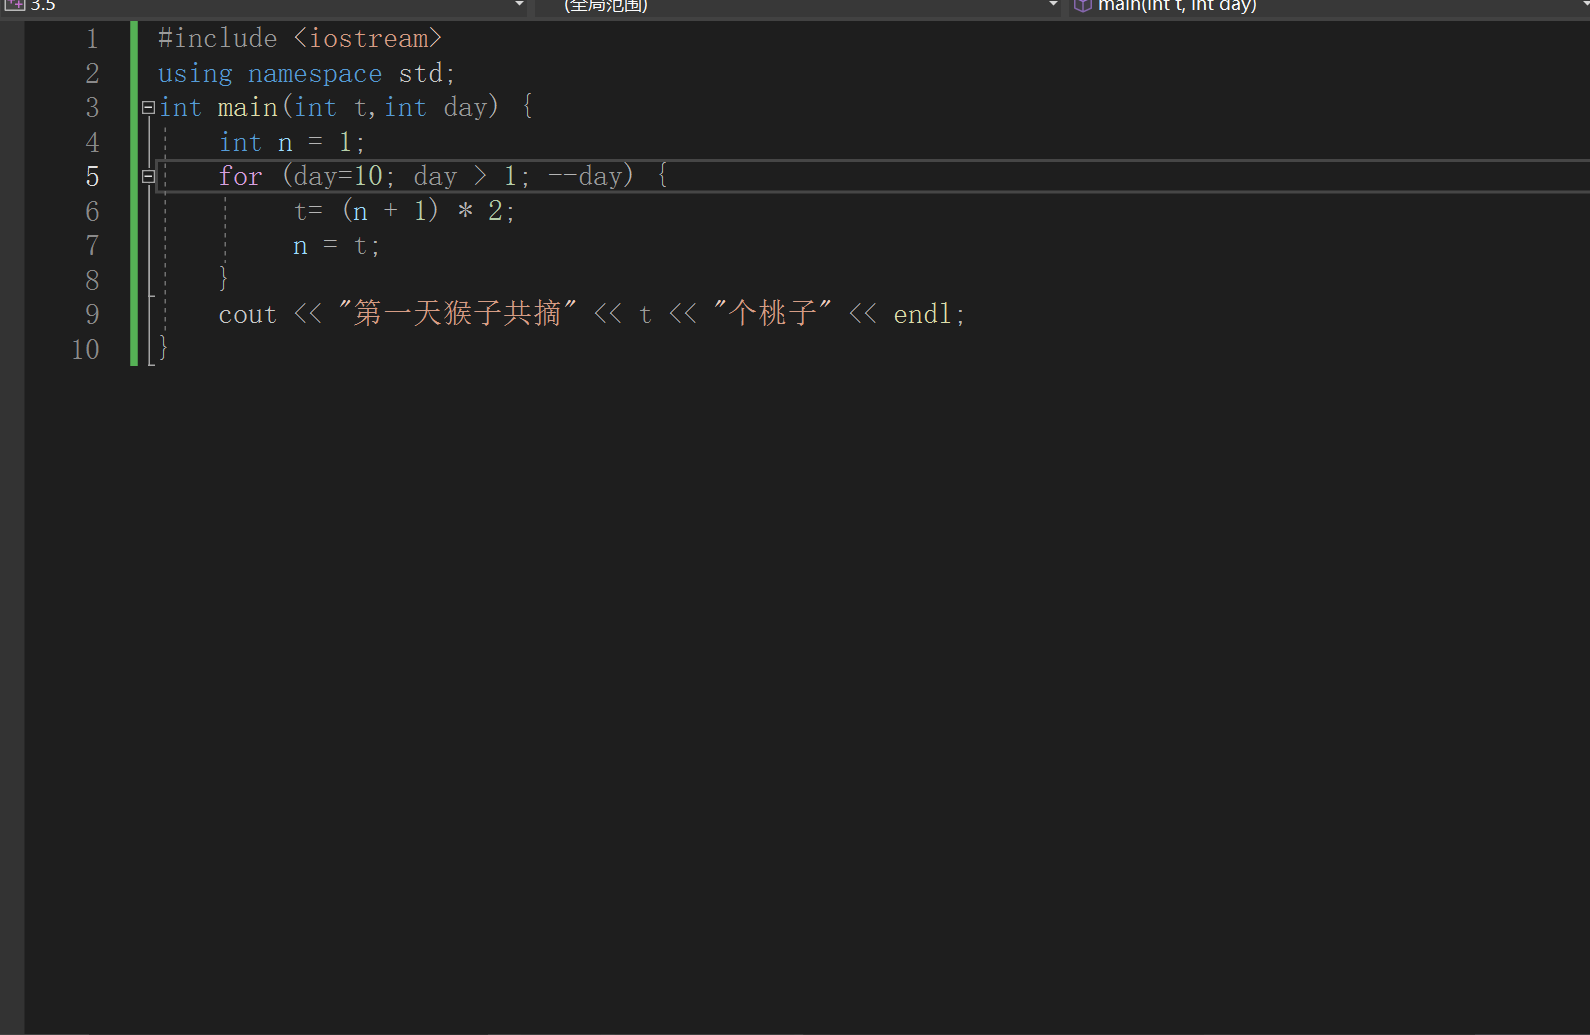 3.5 (全局范围) main(int t, int day)
1 #include <iostream>
2 using namespace std;
3 int main(int t,int day) {
4 int n = 1;
5 for (day=10; day > 1; --day) {
6 t= (n + 1) * 2;
7 n = t;
8 }
9 cout << "第一天猴子共摘" << t << "个桃子" << endl;
10 }